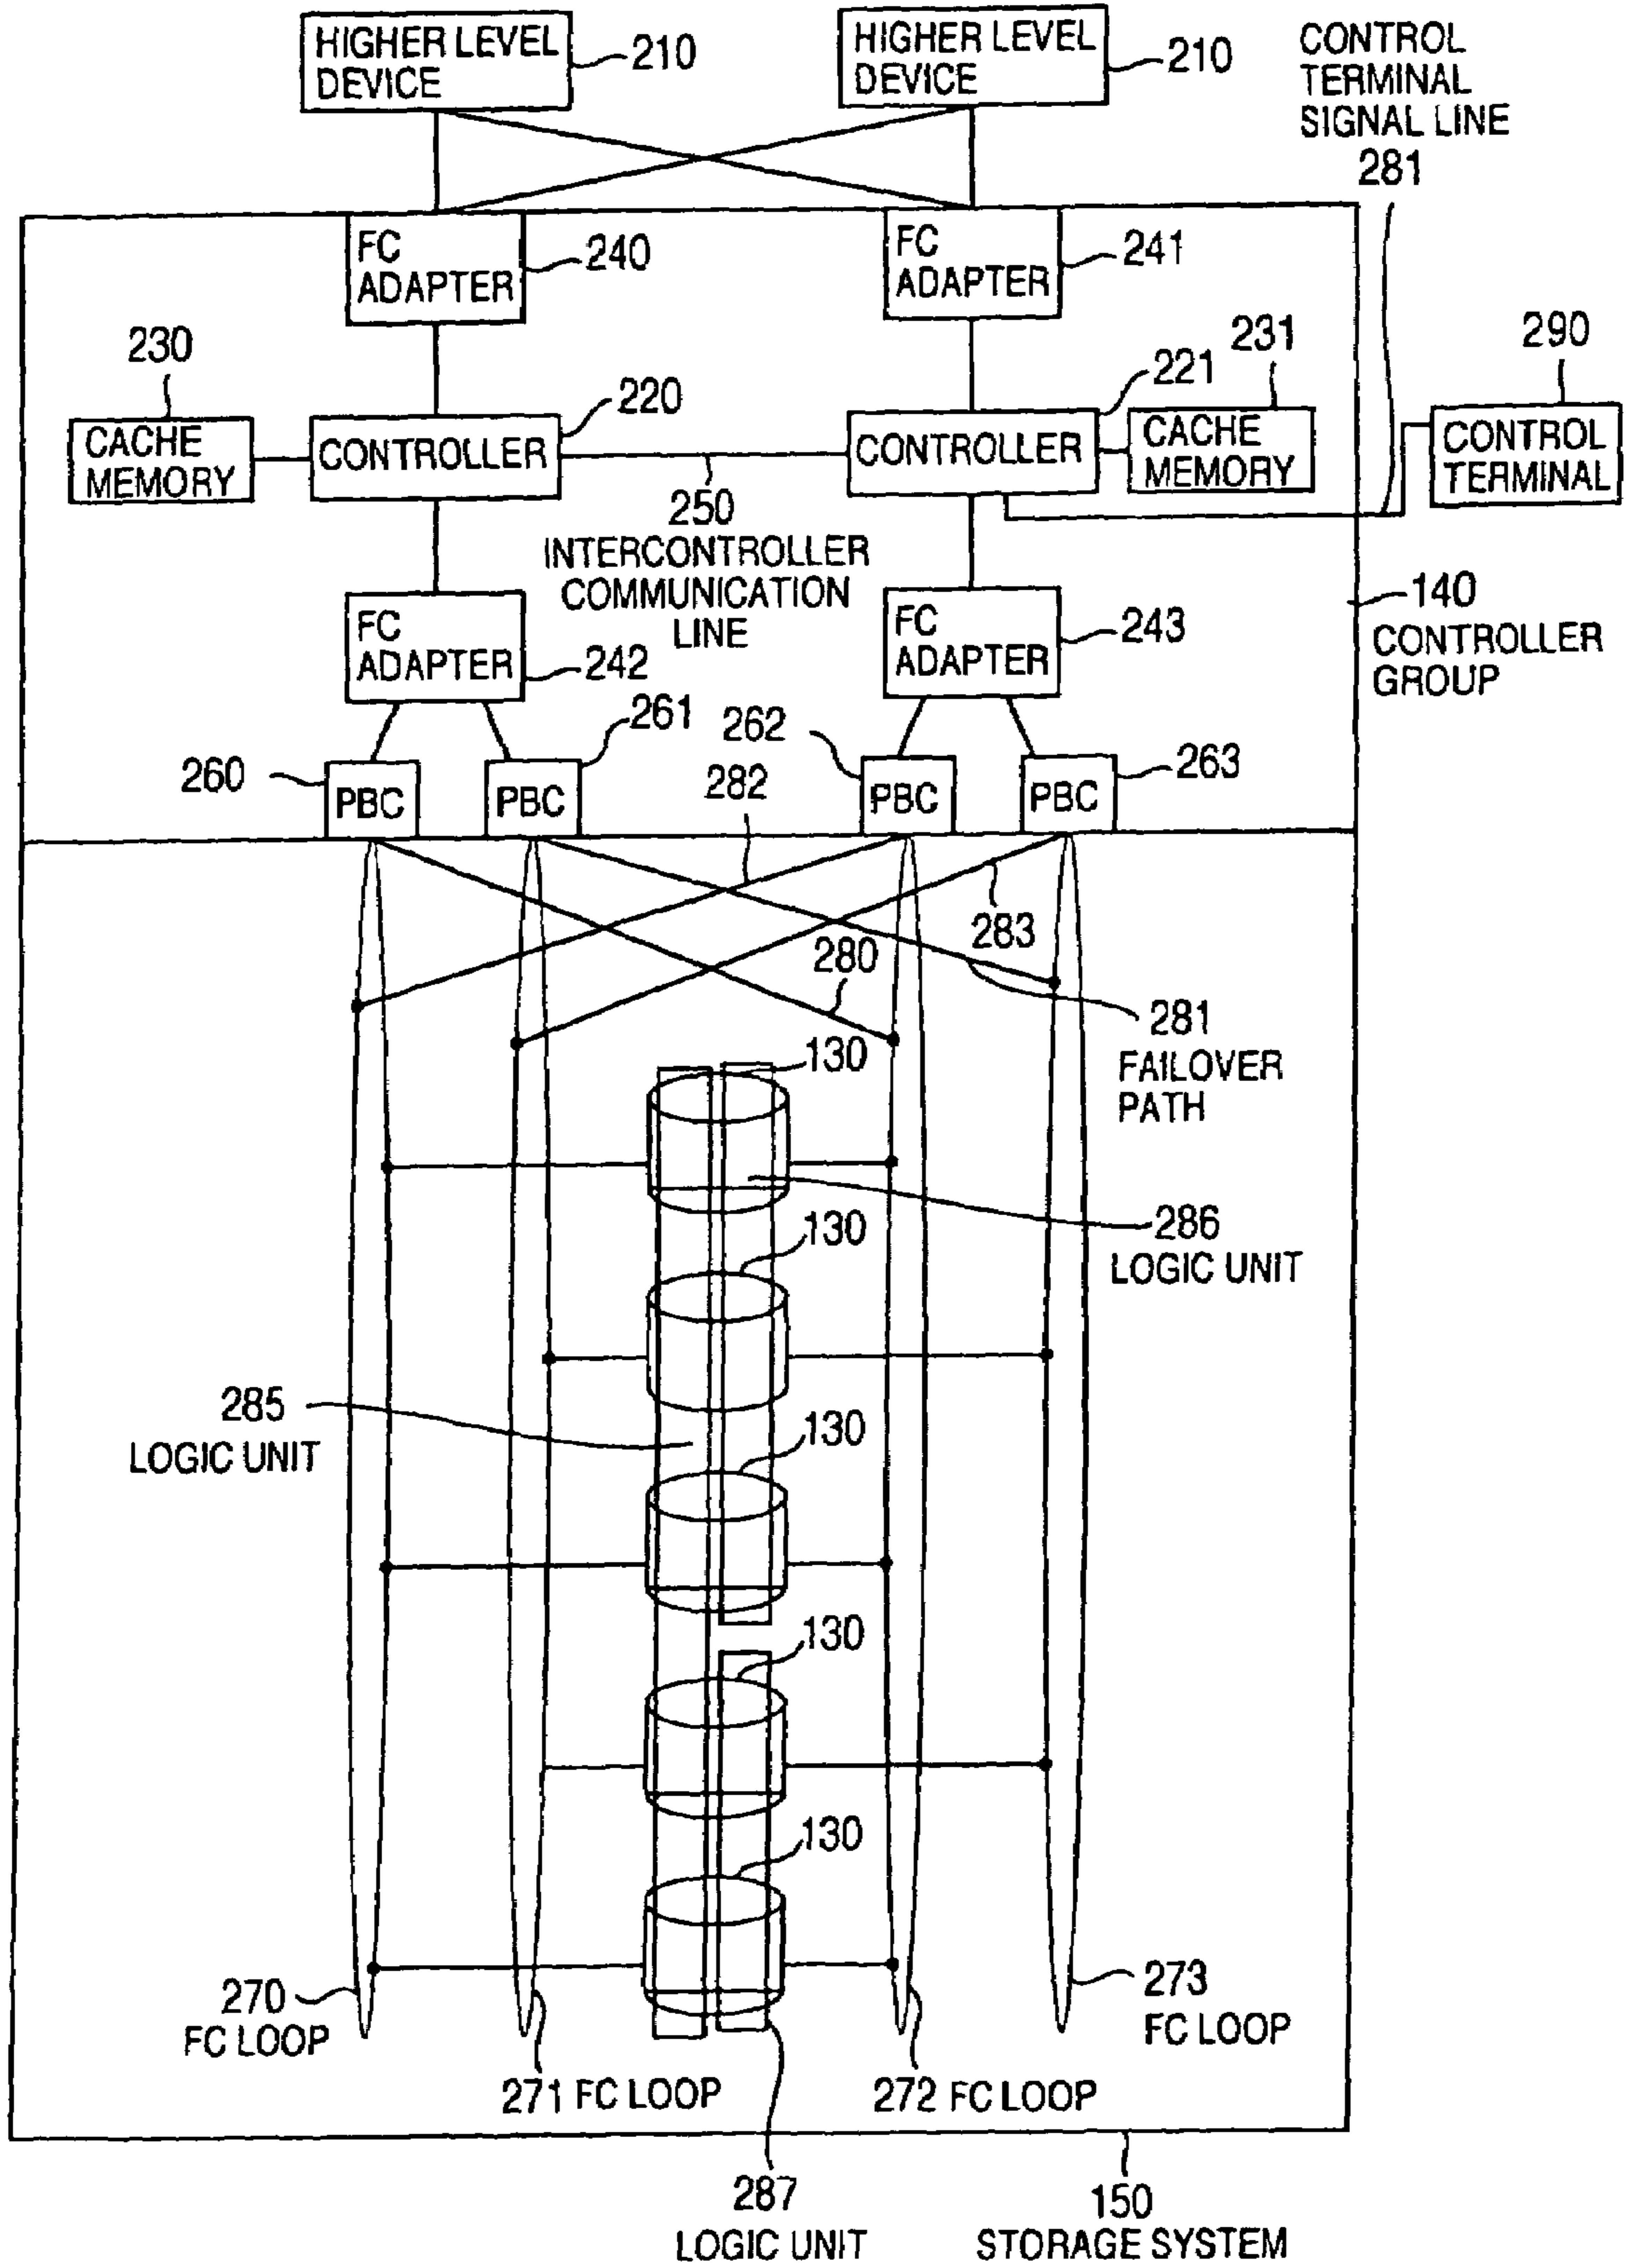 HIGHER LEVEL
DEVICE
210
HIGHER LEVEL
DEVICE
210
CONTROL
TERMINAL
SIGNAL LINE
281
FC
ADAPTER
240
FC
ADAPTER
241
230
CACHE
MEMORY
220
CONTROLLER
221
CONTROLLER
231
CACHE
MEMORY
290
CONTROL
TERMINAL
250
INTERCONTROLLER
COMMUNICATION
LINE
140
CONTROLLER
GROUP
FC
ADAPTER
242
FC
ADAPTER
243
260
PBC
261
PBC
262
PBC
263
PBC
282
283
280
281
FAILOVER
PATH
130
286
LOGIC UNIT
130
285
LOGIC UNIT
130
130
130
270
FC LOOP
271 FC LOOP
272 FC LOOP
273
FC LOOP
287
LOGIC UNIT
150
STORAGE SYSTEM